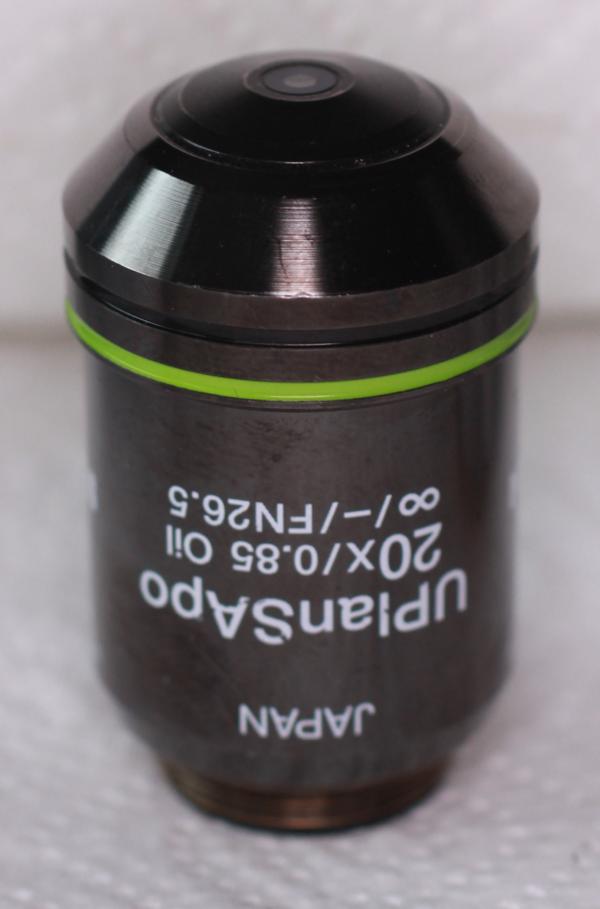 JAPAN
UPlanSApo
20x/0.85 Oil
∞/-/FN26.5